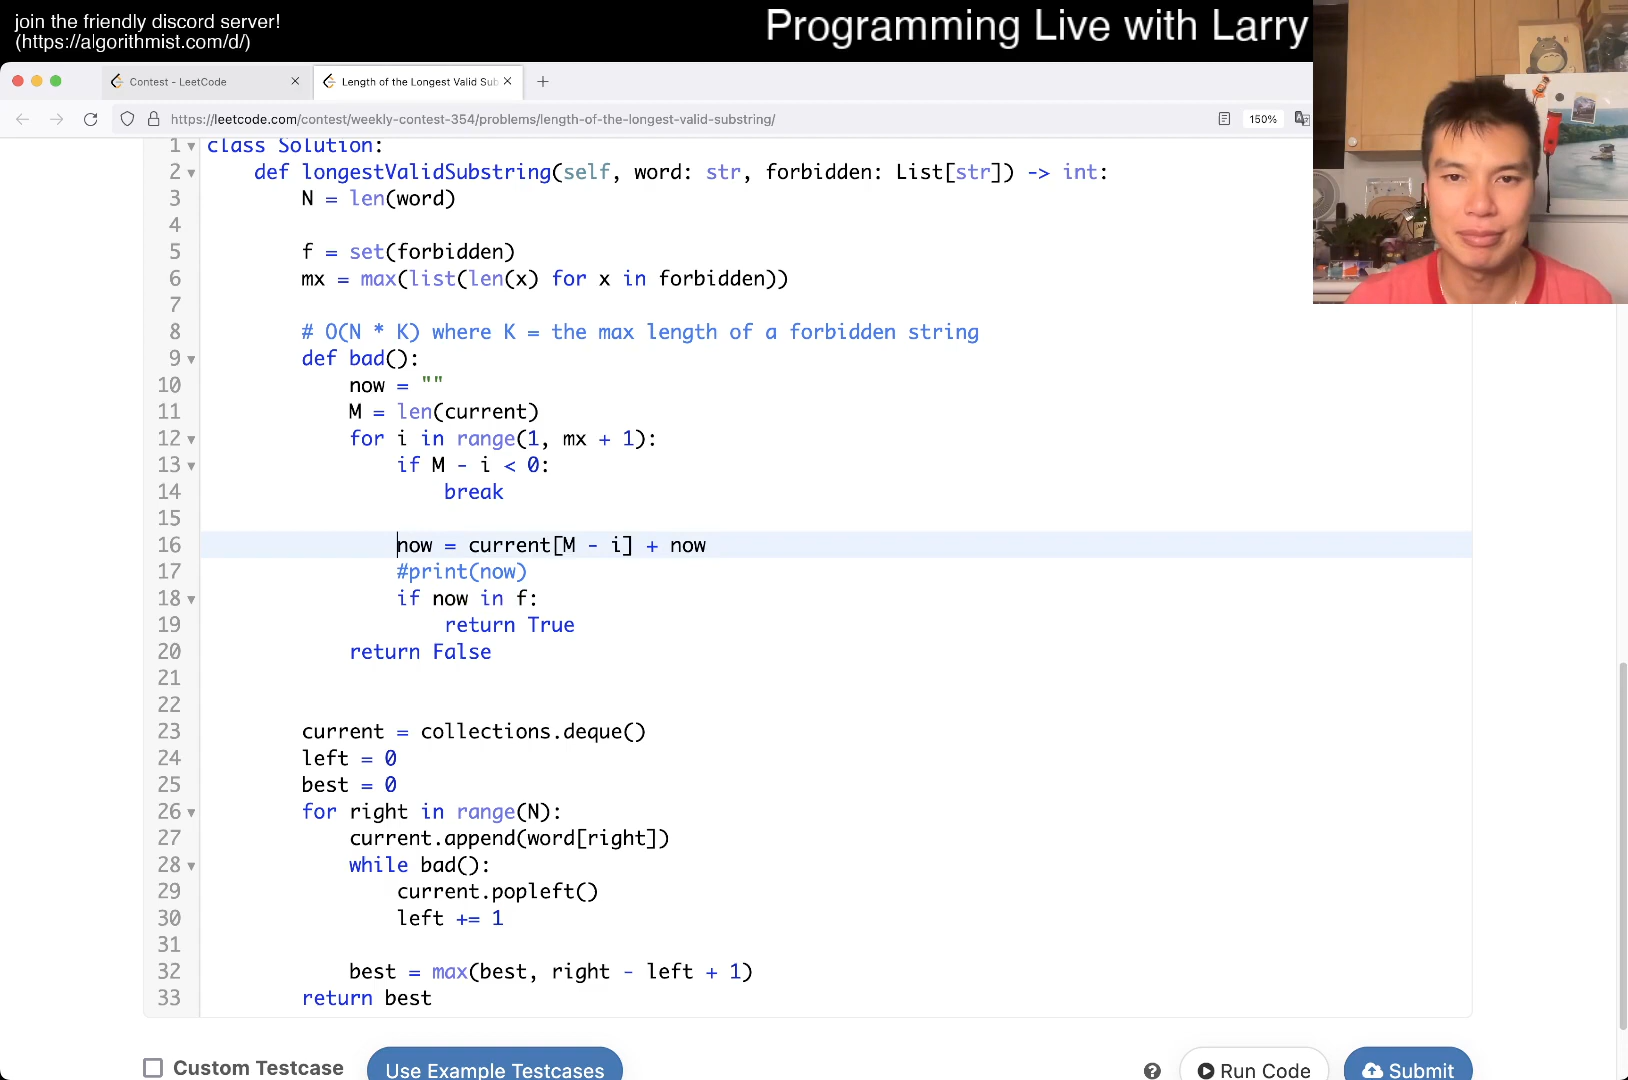 join the friendly discord server!
(https://algorithmist.com/d/)
Programming Live with Larry
Contest - LeetCode
Length of the Longest Valid Sub
https://leetcode.com/contest/weekly-contest-354/problems/length-of-the-longest-valid-substring/
150%
1 class Solution:
2 def longestValidSubstring(self, word: str, forbidden: List[str]) -> int:
3 N = len(word)
4
5 f = set(forbidden)
6 mx = max(list(len(x) for x in forbidden))
7
8 # O(N * K) where K = the max length of a forbidden string
9 def bad():
10 now = ""
11 M = len(current)
12 for i in range(1, mx + 1):
13 if M - i < 0:
14 break
15
16 now = current[M - i] + now
17 #print(now)
18 if now in f:
19 return True
20 return False
21
22
23 current = collections.deque()
24 left = 0
25 best = 0
26 for right in range(N):
27 current.append(word[right])
28 while bad():
29 current.popleft()
30 left += 1
31
32 best = max(best, right - left + 1)
33 return best
Custom Testcase
Use Example Testcases
Run Code
Submit